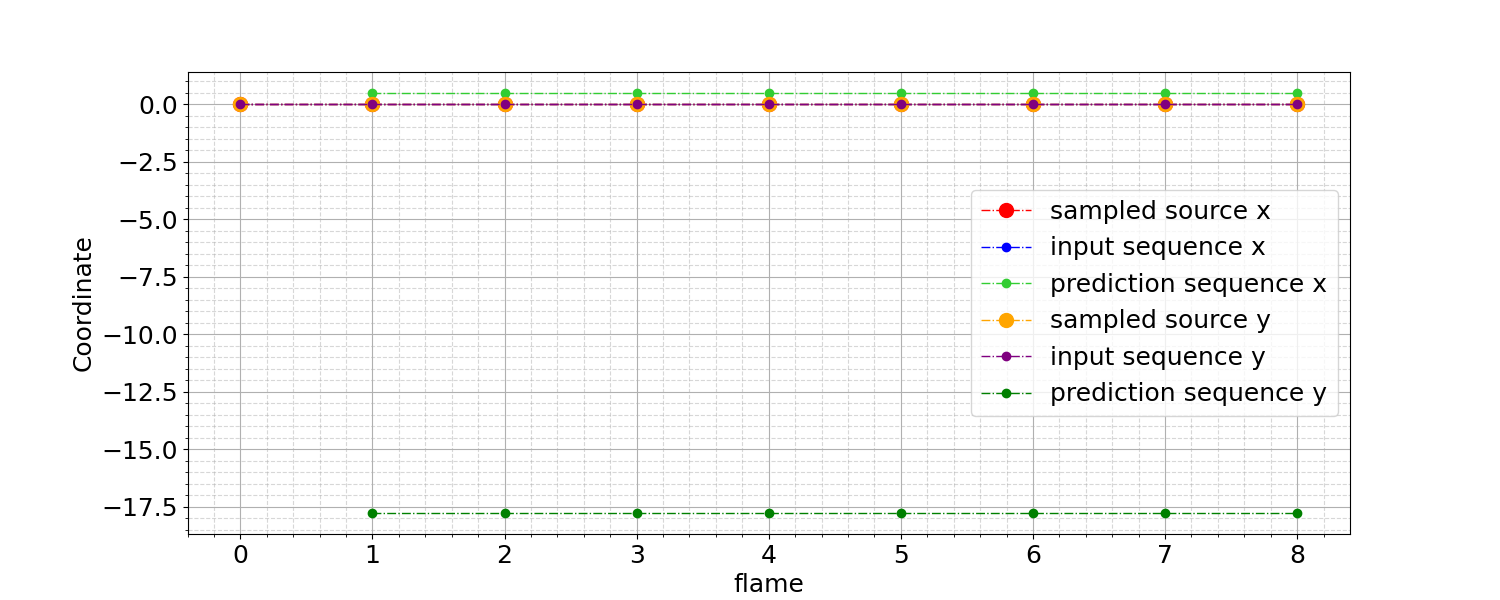 0.0
−2.5
−5.0
−7.5
−10.0
−12.5
−15.0
−17.5
Coordinate
sampled source x
input sequence x
prediction sequence x
sampled source y
input sequence y
prediction sequence y
0 1 2 3 4 5 6 7 8
flame